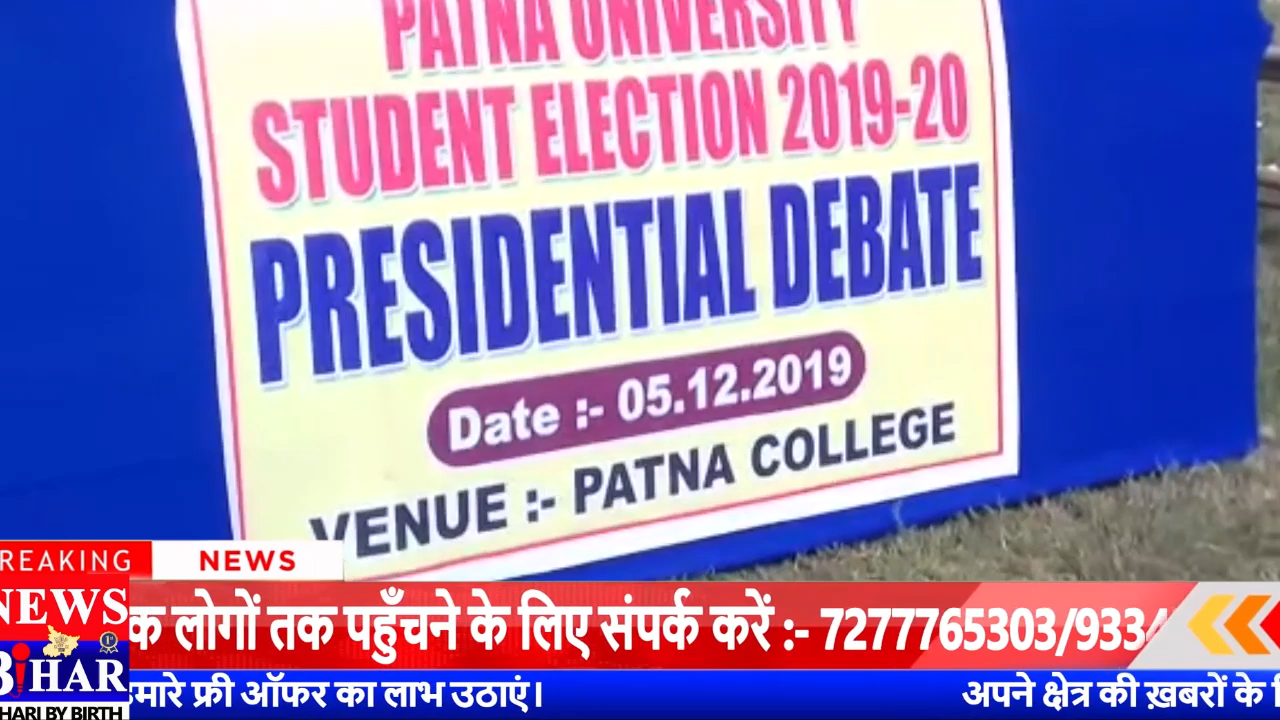 PATNA UNIVERSITY
STUDENT ELECTION 2019-20
PRESIDENTIAL DEBATE
Date :- 05.12.2019
VENUE :- PATNA COLLEGE
REAKING NEWS
NEWS
क लोगों तक पहुँचने के लिए संपर्क करें :- 7277765303/933
BiHAR
HARI BY BIRTH
हमारे फ्री ऑफर का लाभ उठाएं।
अपने क्षेत्र की ख़बरों के